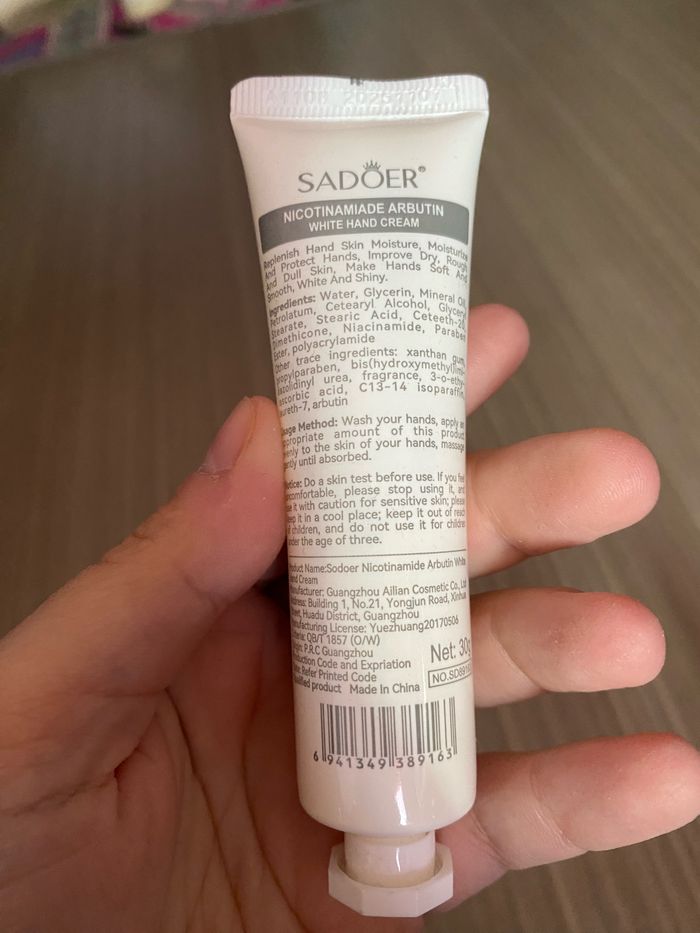 SADOER®
NICOTINAMIADE ARBUTIN
WHITE HAND CREAM
Replenish Hand Skin Moisture, Moisturize
And Protect Hands, Improve Dry, Rough
And Dull Skin, Make Hands Soft And
Smooth, White And Shiny.
Ingredients: Water, Glycerin, Mineral Oil,
Petrolatum, Cetearyl Alcohol, Glyceryl
Stearate, Stearic Acid, Ceteeth-20,
Dimethicone, Niacinamide, Paraben
Ester, polyacrylamide
Other trace ingredients: xanthan gum,
propylparaben, bis(hydroxymethyl)imi-
dazolidinyl urea, fragrance, 3-o-ethy-
ascorbic acid, C13-14 isoparaffin,
laureth-7, arbutin
Usage Method: Wash your hands, apply an
appropriate amount of this product
evenly to the skin of your hands, massage
gently until absorbed.
Notice: Do a skin test before use. If you feel
uncomfortable, please stop using it, and
use it with caution for sensitive skin; please
keep it in a cool place; keep it out of reach
of children, and do not use it for children
under the age of three.
Product Name:Sodoer Nicotinamide Arbutin White
Hand Cream
Manufacturer: Guangzhou Ailian Cosmetic Co., Ltd
Address: Building 1, No.21, Yongjun Road, Xinhua
Street, Huadu District, Guangzhou
Manufacturing License: Yuezhuang20170506
Criteria: QB/T 1857 (O/W)
Origin: P.R.C Guangzhou
Production Code and Expriation
Date: Refer Printed Code
Qualified product Made In China
Net: 30g
6 941349 389163